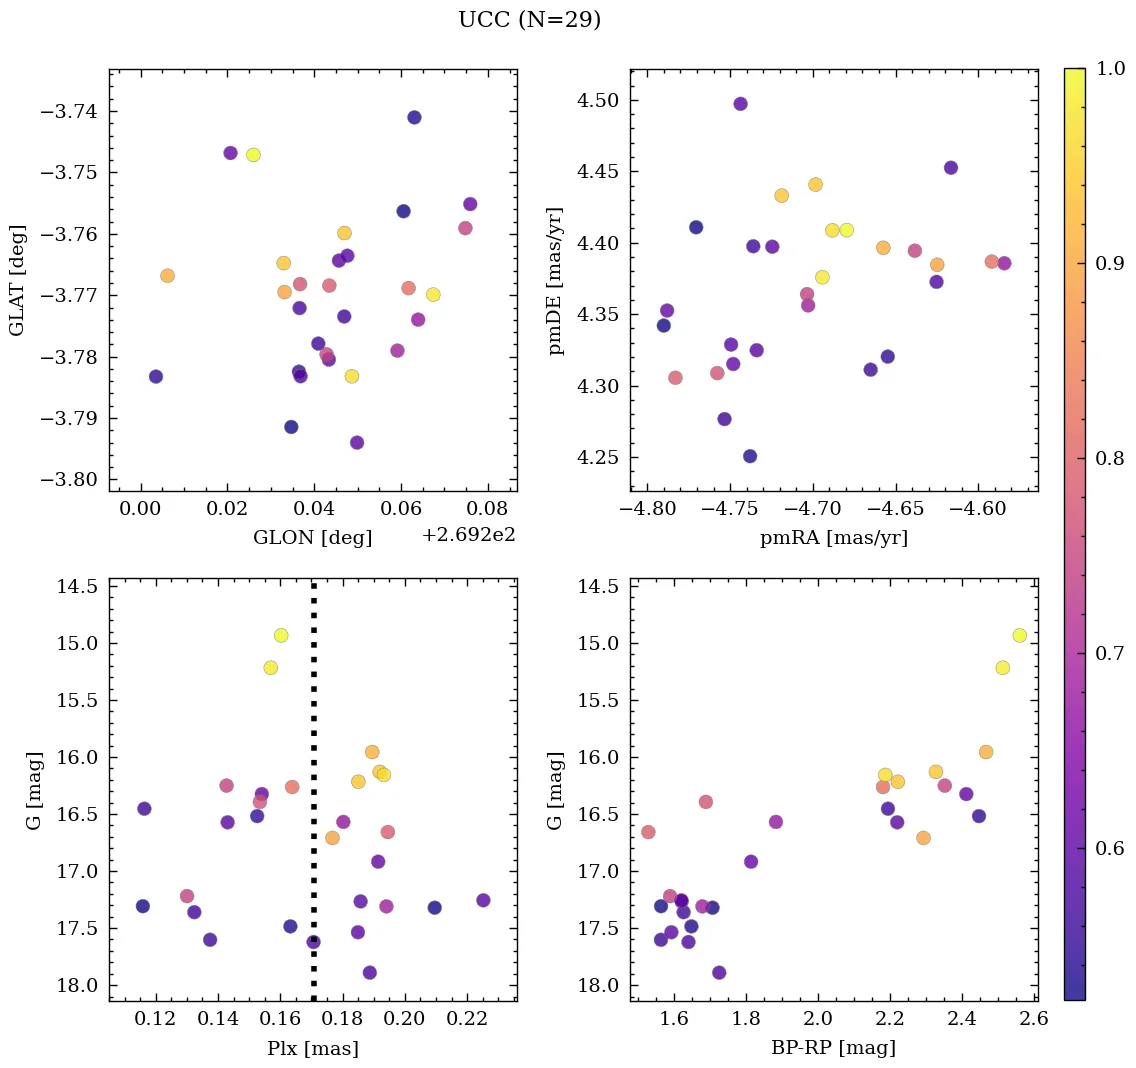 UCC (N=29)
−3.74
−3.75
−3.76
−3.77
−3.78
−3.79
−3.80
GLAT [deg]
0.00 0.02 0.04 0.06 0.08
GLON [deg]
+2.692e2
4.50
4.45
4.40
4.35
4.30
4.25
pmDE [mas/yr]
−4.80 −4.75 −4.70 −4.65 −4.60
pmRA [mas/yr]
14.5
15.0
15.5
16.0
16.5
17.0
17.5
18.0
G [mag]
0.12 0.14 0.16 0.18 0.20 0.22
Plx [mas]
14.5
15.0
15.5
16.0
16.5
17.0
17.5
18.0
G [mag]
1.6 1.8 2.0 2.2 2.4 2.6
BP-RP [mag]
1.0
0.9
0.8
0.7
0.6